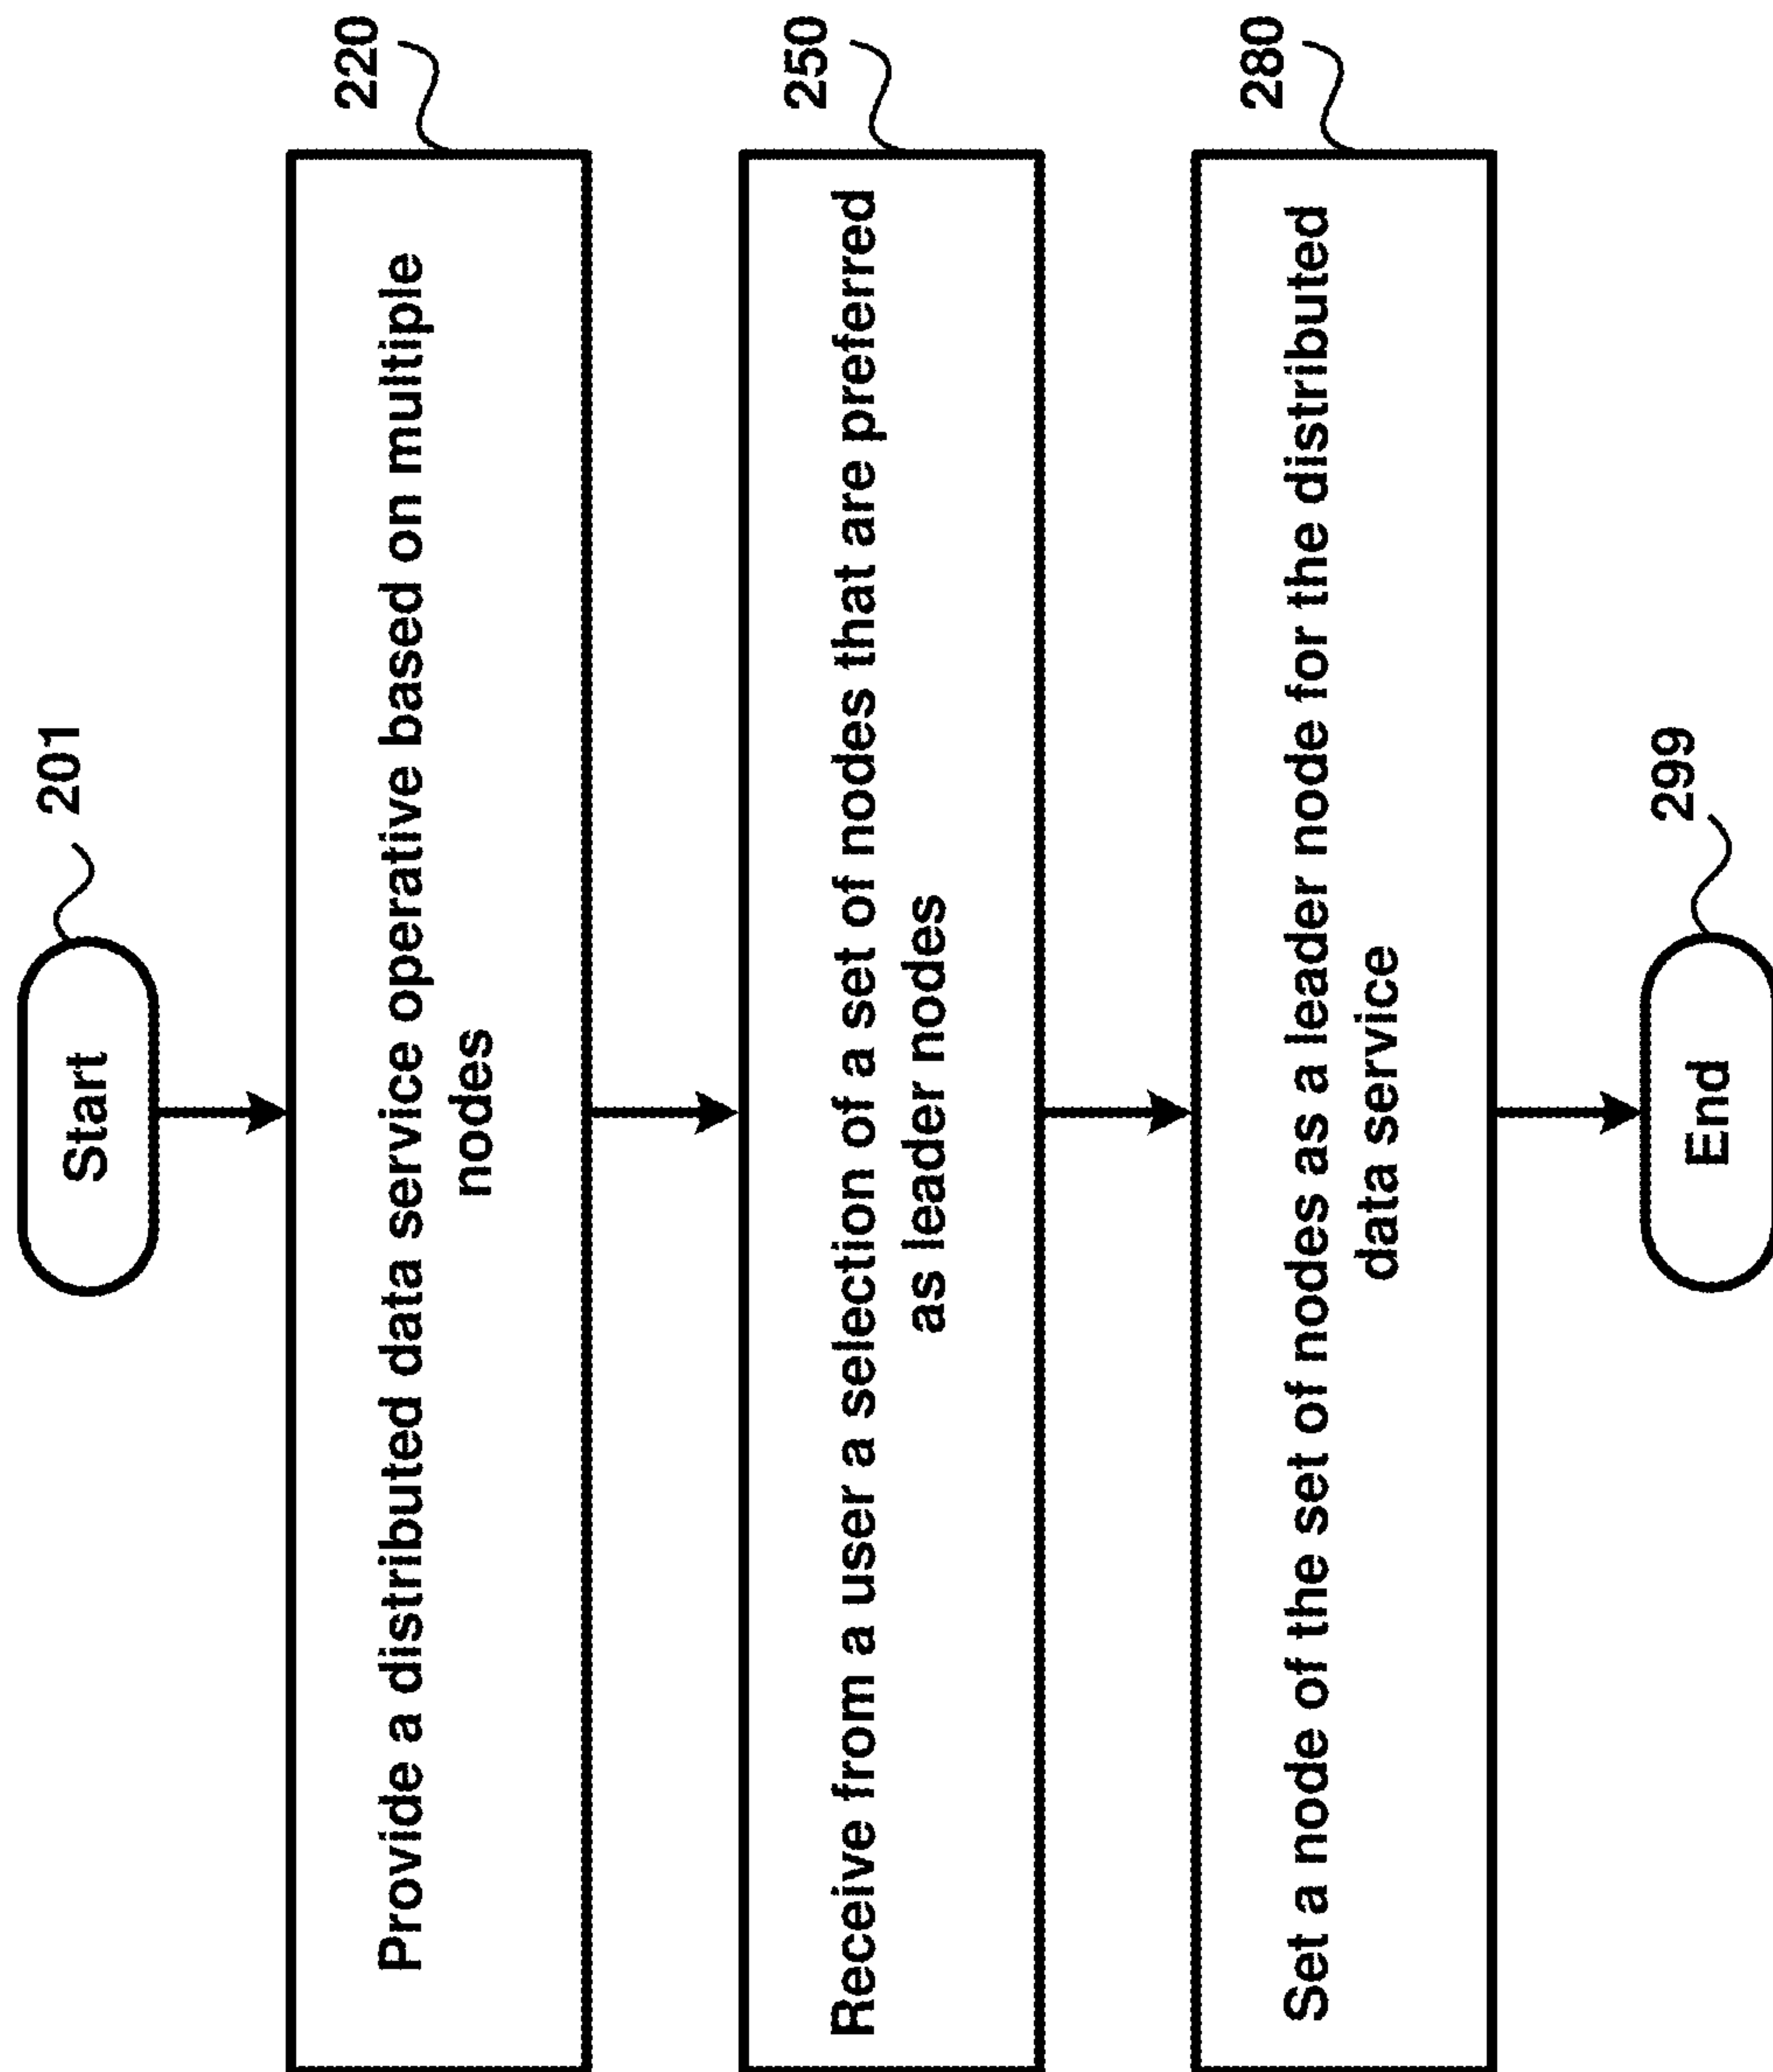 Start
201
Provide a distributed data service operative based on multiple
nodes
220
Receive from a user a selection of a set of nodes that are preferred
as leader nodes
250
Set a node of the set of nodes as a leader node for the distributed
data service
280
End
299